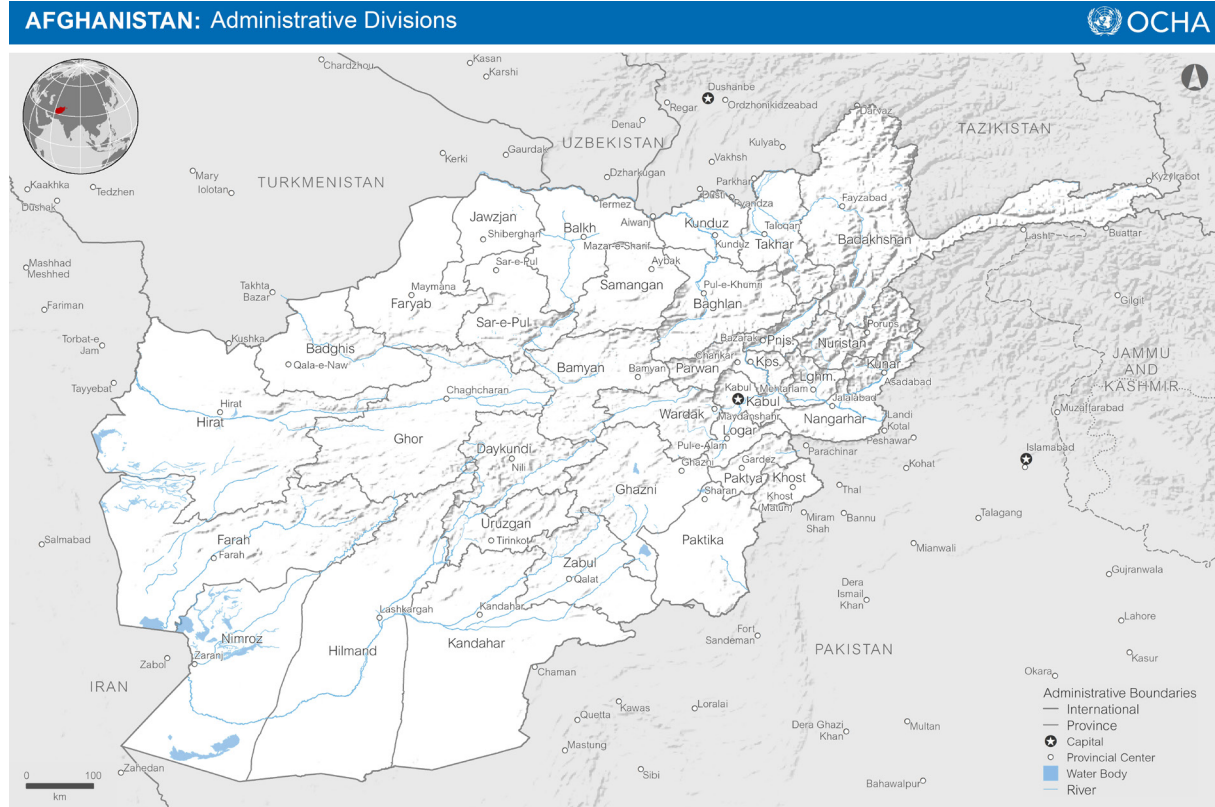 AFGHANISTAN: Administrative Divisions
OCHA
Chardzhou
Kasan
Karshi
Dushanbe
Regar
Ordzhonikidzeabad
Denau
UZBEKISTAN
Darvaz
TAZIKISTAN
Kulyab
Gaurdak
Kerki
Vakhsh
Dzharkugan
Parkhar
Mary
Iolotan
TURKMENISTAN
Kaakhka
Tedzhen
Dushak
Kyzylrabot
Termez
Dusti
Pyandza
Fayzabad
Jawzjan
Aiwanj
Balkh
Kunduz
Taloqan
Shiberghan
Mazar-e-Sharif
Kunduz
Takhar
Badakhshan
Lasht
Buattar
Mashhad
Meshhed
Sar-e-Pul
Aybak
Takhta
Bazar
Maymana
Samangan
Pul-e-Khumri
Faryab
Baghlan
Gilgit
Fariman
Sar-e-Pul
Poruns
Torbat-e
Jam
Kushka
Bazarak
Pnjs.
Nuristan
Badghis
Charikar
Kps.
JAMMU
AND
KASHMIR
Qala-e-Naw
Bamyan
Bamyan
Parwan
Kunar
Lghm.
Asadabad
Tayyebat
Chaghcharan
Kabul
Mehtarlam
Kabul
Jalalabad
Hirat
Hirat
Wardak
Maydanshahr
Nangarhar
Landi
Kotal
Muzaffarabad
Ghor
Logar
Peshawar
Daykundi
Pul-e-Alam
Parachinar
Islamabad
Nili
Ghazni
Gardez
Kohat
Paktya
Khost
Ghazni
Sharan
Khost
(Matun)
Thal
Uruzgan
Miram
Shah
Bannu
Talagang
Salmabad
Farah
Farah
Tirinkot
Paktika
Mianwali
Zabul
Qalat
Gujranwala
Dera
Ismail
Khan
Lashkargah
Kandahar
Lahore
Nimroz
Hilmand
Kandahar
Fort
Sandeman
PAKISTAN
Zabol
Zaranj
Kasur
IRAN
Chaman
Okara
Kawas
Loralai
Quetta
Dera Ghazi
Khan
Multan
Mastung
Zahedan
Sibi
Bahawalpur
Administrative Boundaries
International
Province
Capital
Provincial Center
Water Body
River
0 100
km